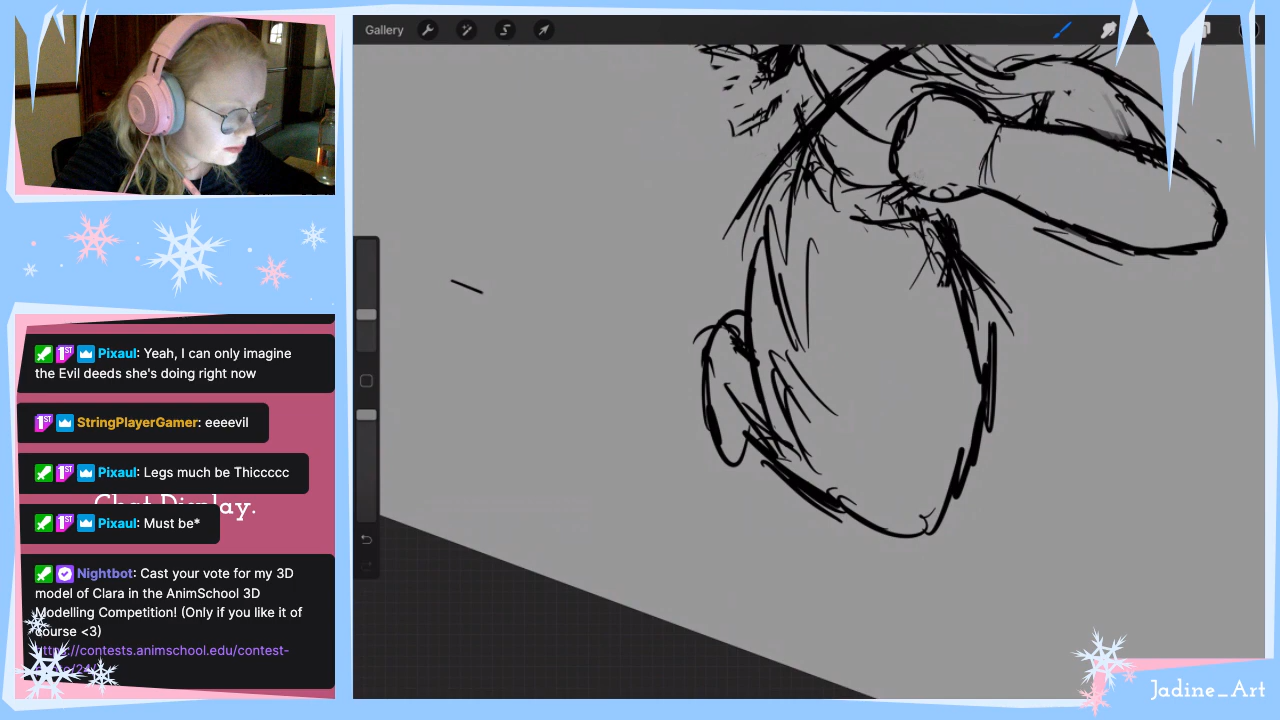 Gallery
Pixaul: Yeah, I can only imagine
the Evil deeds she's doing right now
StringPlayerGamer: eeeevil
Pixaul: Legs much be Thiccccc
Chat Display.
Pixaul: Must be*
Nightbot: Cast your vote for my 3D
model of Clara in the AnimSchool 3D
Modelling Competition! (Only if you like it of
course <3)
https://contests.animschool.edu/contest-
Jadine_Art